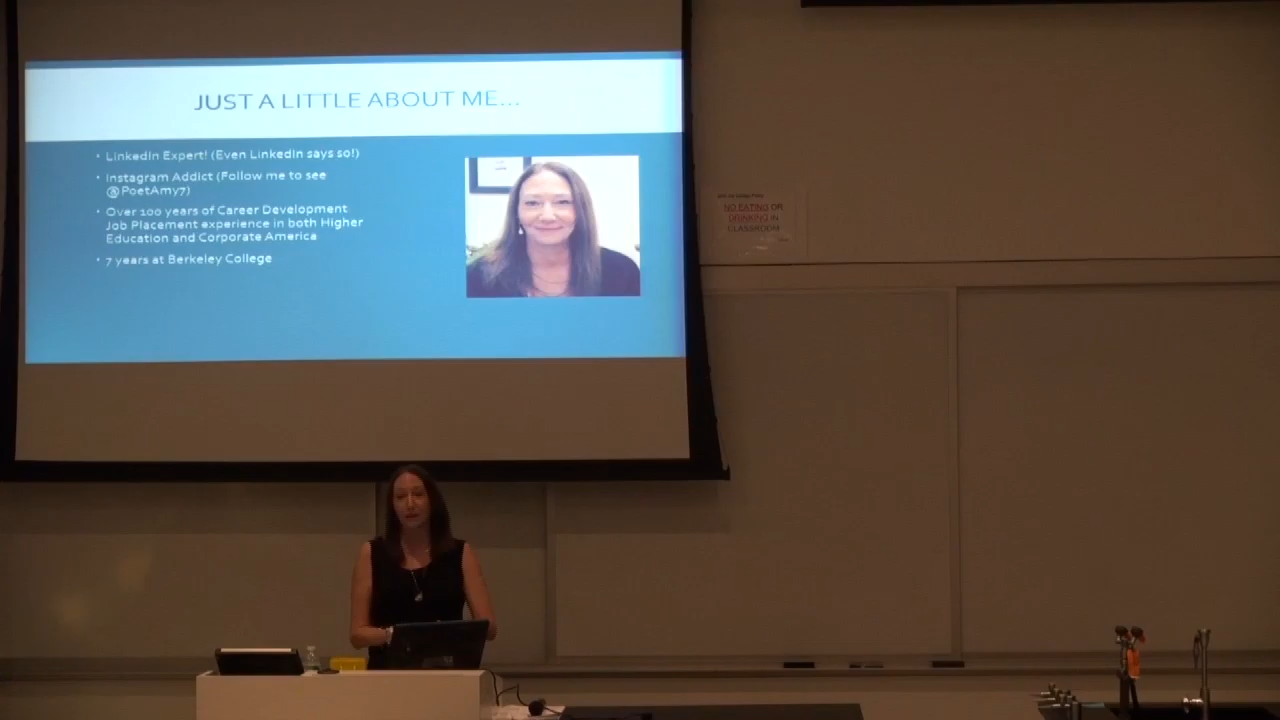 JUST A LITTLE ABOUT ME...
• LinkedIn Expert! (Even LinkedIn says so!)
• Instagram Addict (Follow me to see
@PoetAmy7)
• Over 100 years of Career Development
Job Placement experience in both Higher
Education and Corporate America
• 7 years at Berkeley College
NO EATING OR
DRINKING IN
CLASSROOM